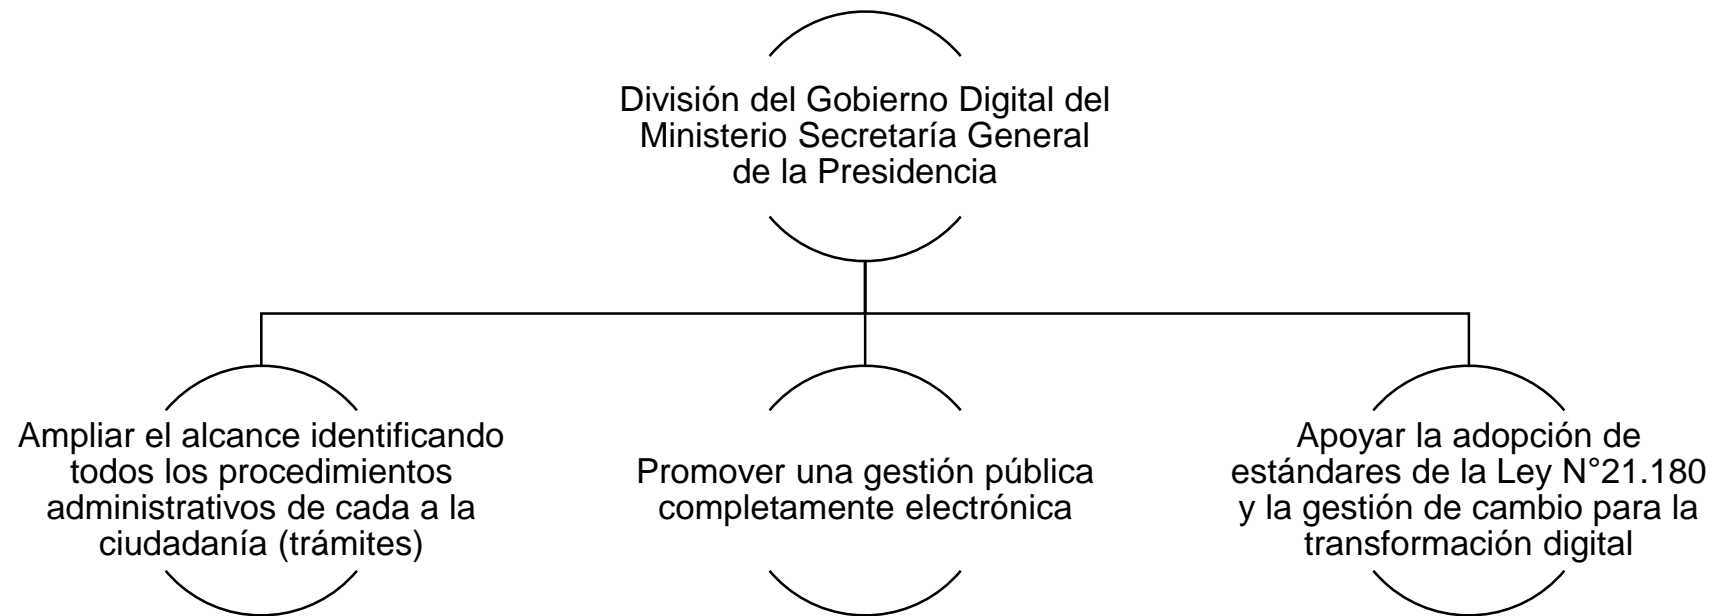 División del Gobierno Digital del
Ministerio Secretaría General
de la Presidencia
Ampliar el alcance identificando
todos los procedimientos
administrativos de cada a la
ciudadanía (trámites)
Promover una gestión pública
completamente electrónica
Apoyar la adopción de
estándares de la Ley N°21.180
y la gestión de cambio para la
transformación digital